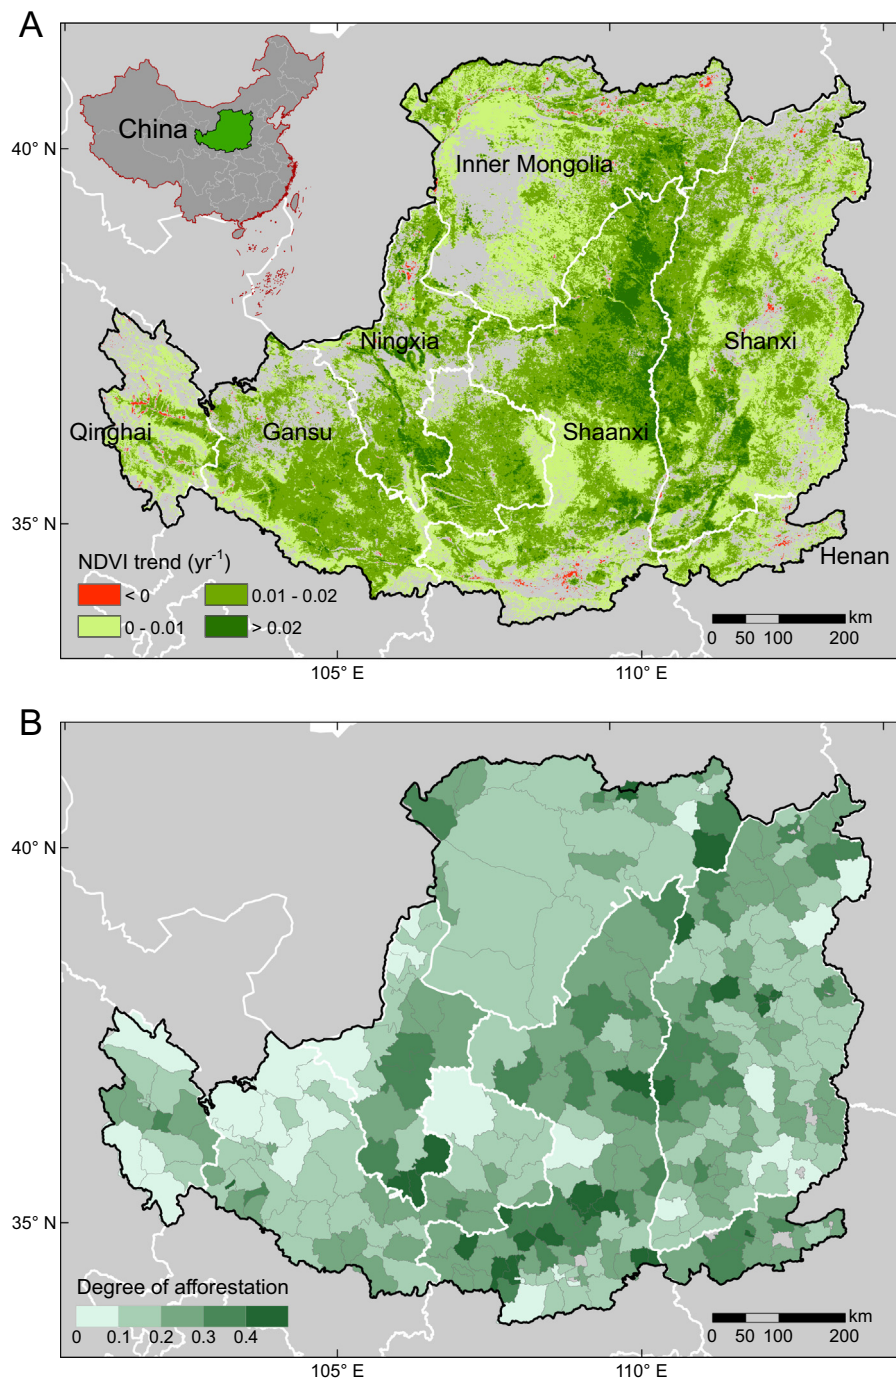 A
China
40° N
Inner Mongolia
Ningxia
Shanxi
Qinghai
Gansu
Shaanxi
35° N
Henan
NDVI trend (yr-1)
< 0
0.01 - 0.02
0 - 0.01
> 0.02
km
0 50 100 200
105° E
110° E
B
40° N
35° N
Degree of afforestation
0 0.1 0.2 0.3 0.4
km
0 50 100 200
105° E
110° E